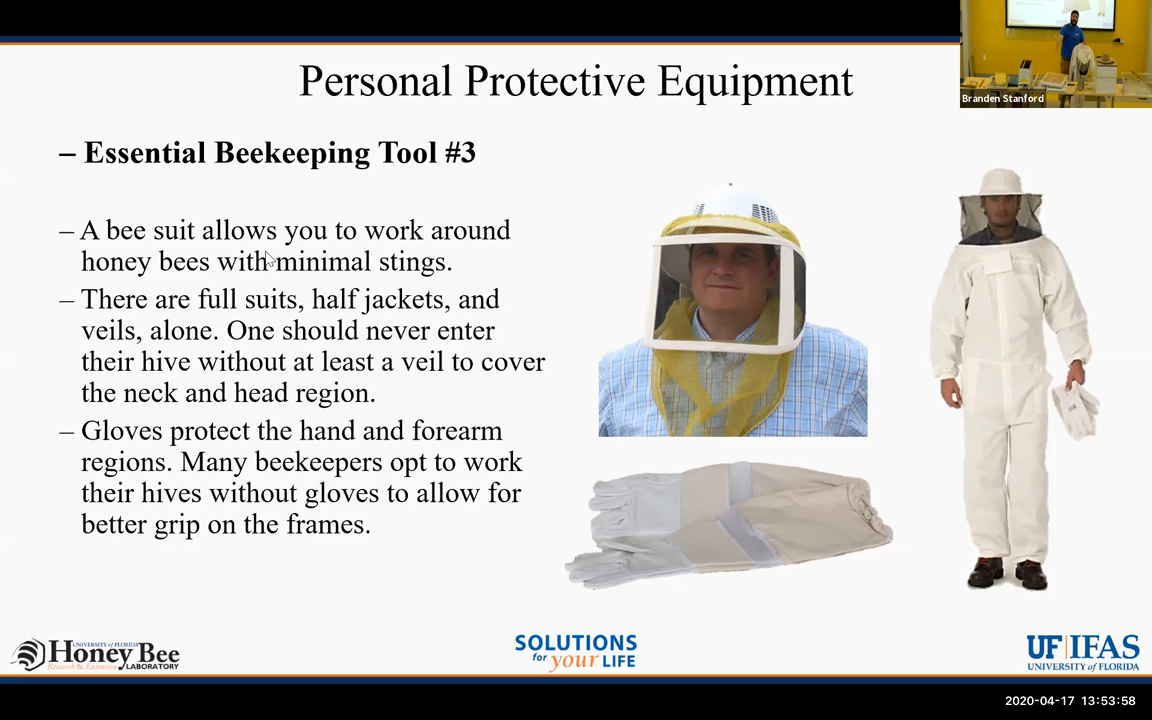 Personal Protective Equipment
Branden Stanford
– Essential Beekeeping Tool #3
– A bee suit allows you to work around
honey bees with minimal stings.
– There are full suits, half jackets, and
veils, alone. One should never enter
their hive without at least a veil to cover
the neck and head region.
– Gloves protect the hand and forearm
regions. Many beekeepers opt to work
their hives without gloves to allow for
better grip on the frames.
UNIVERSITY of FLORIDA
Honey Bee
Research & Extension LABORATORY
SOLUTIONS
for your LIFE
UF|IFAS
UNIVERSITY of FLORIDA
2020-04-17 13:53:58